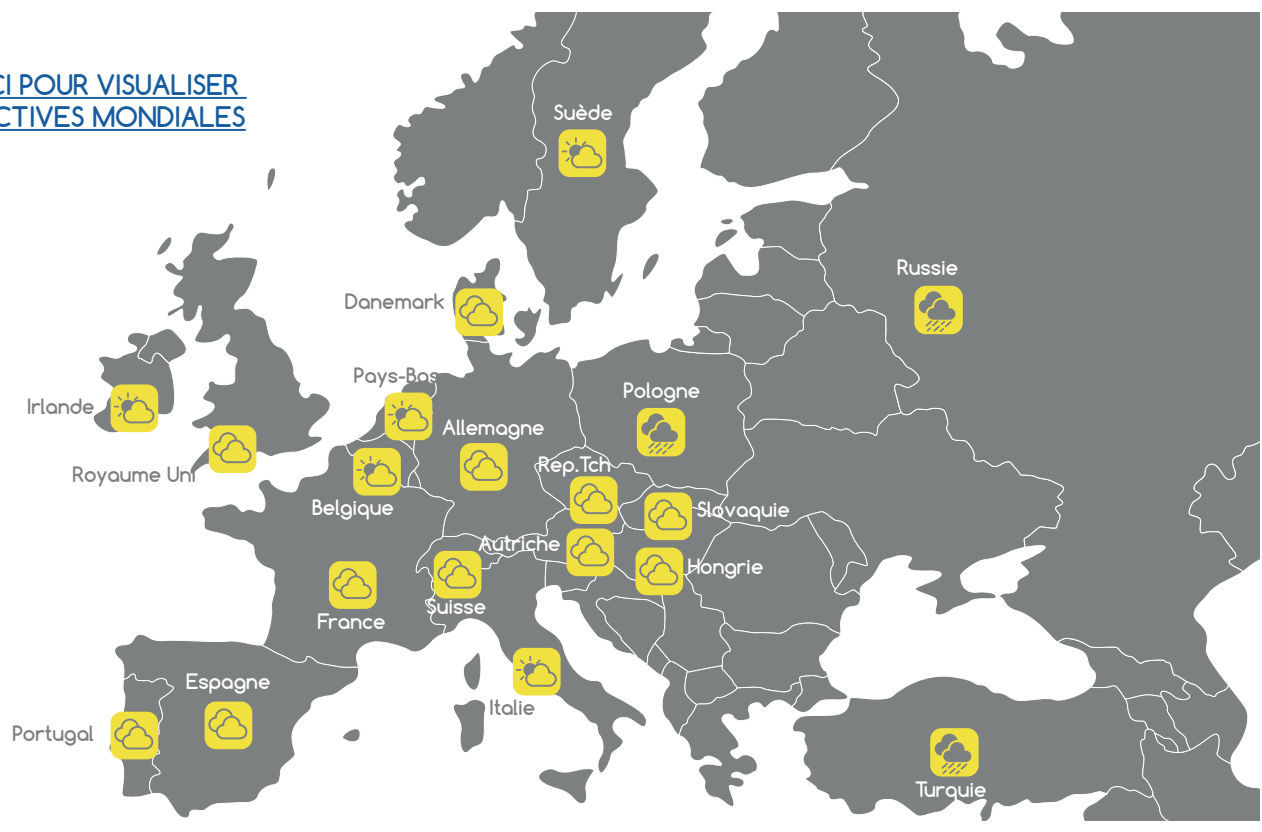 CI POUR VISUALISER
CTIVES MONDIALES
Suède
Russie
Danemark
Pays-Bas
Pologne
Irlande
Allemagne
Rep.Tch
Royaume Uni
Belgique
Slovaquie
Autriche
Hongrie
Suisse
France
Espagne
Italie
Portugal
Turquie